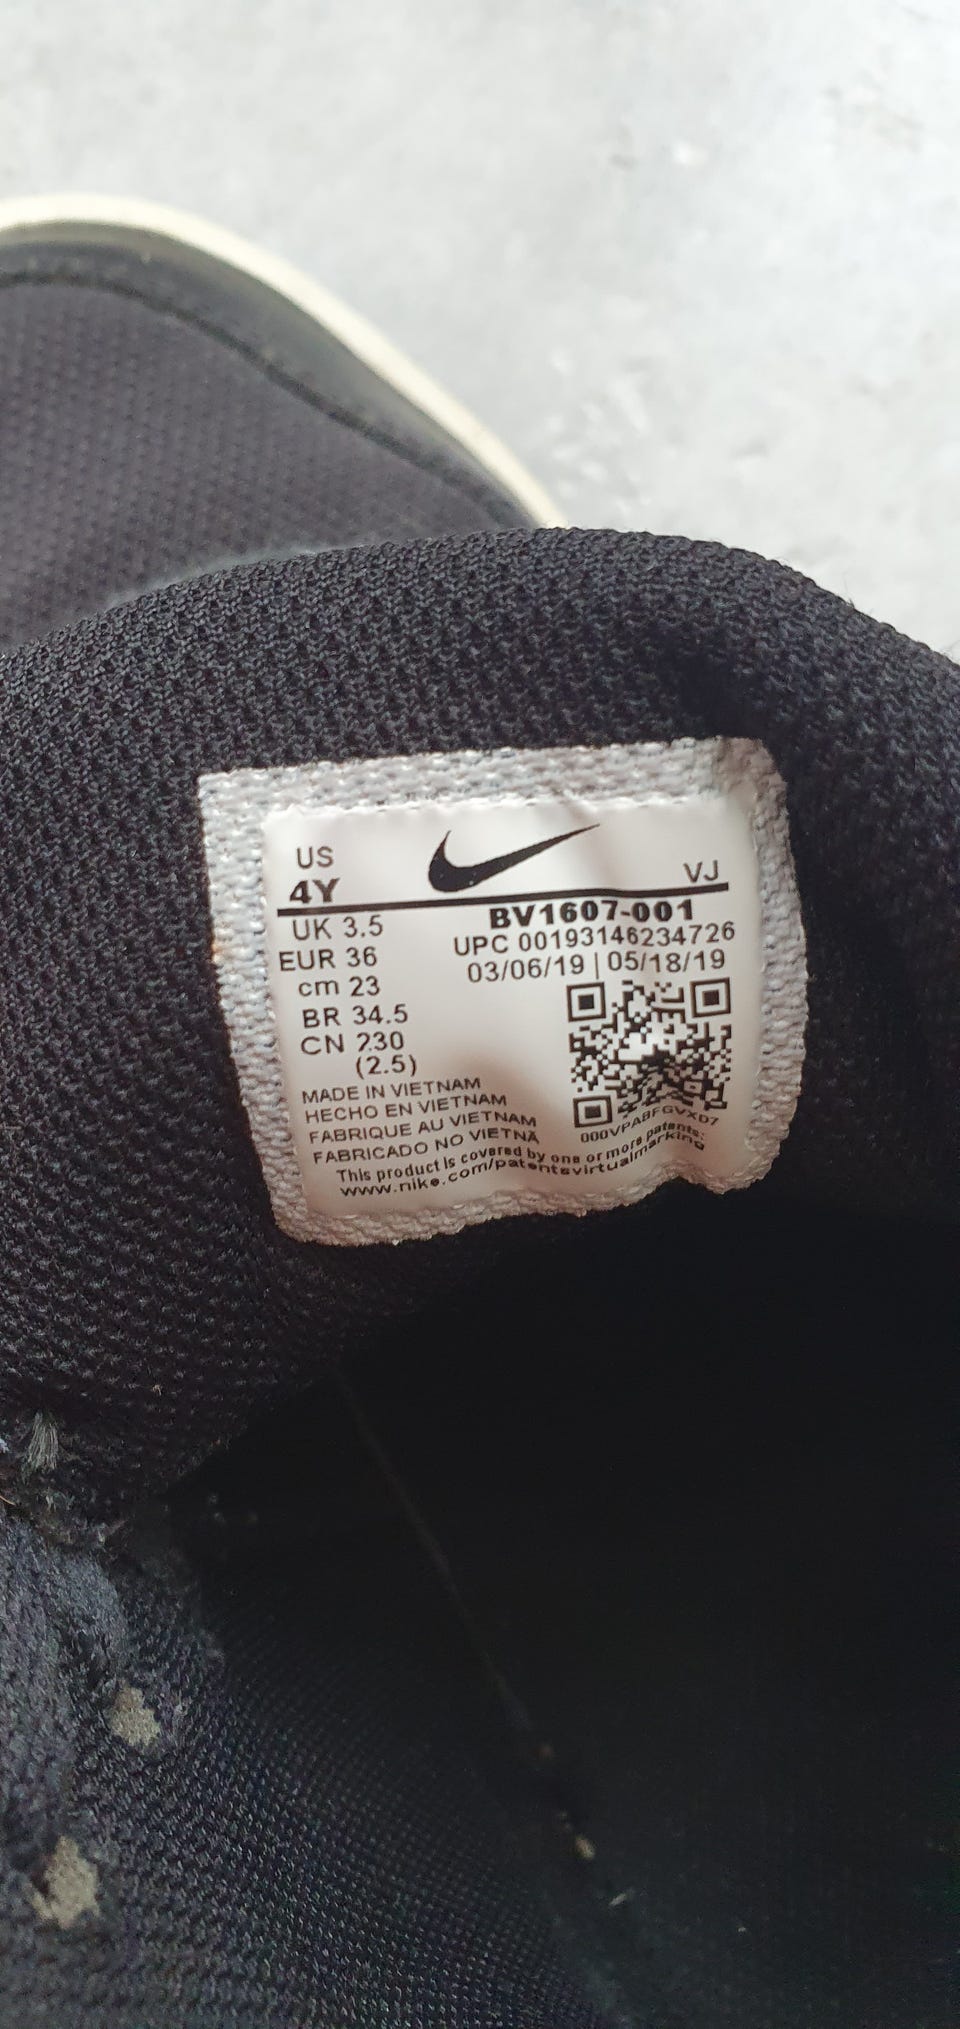 US
4Y
VJ
UK 3.5
EUR 36
cm 23
BR 34.5
CN 230
(2.5)
BV1607-001
UPC 00193146234726
03/06/19 | 05/18/19
000VPABFGVXD7
MADE IN VIETNAM
HECHO EN VIETNAM
FABRIQUE AU VIETNAM
FABRICADO NO VIETNÃ
This product is covered by one or more patents:
www.nike.com/patentsvirtualmarking